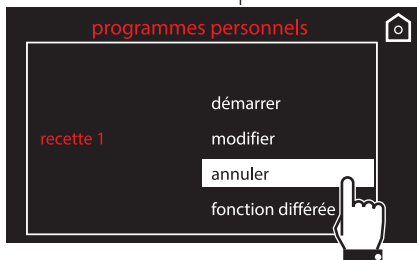 programmes personnels
démarrer
recette 1
modifier
annuler
fonction différée